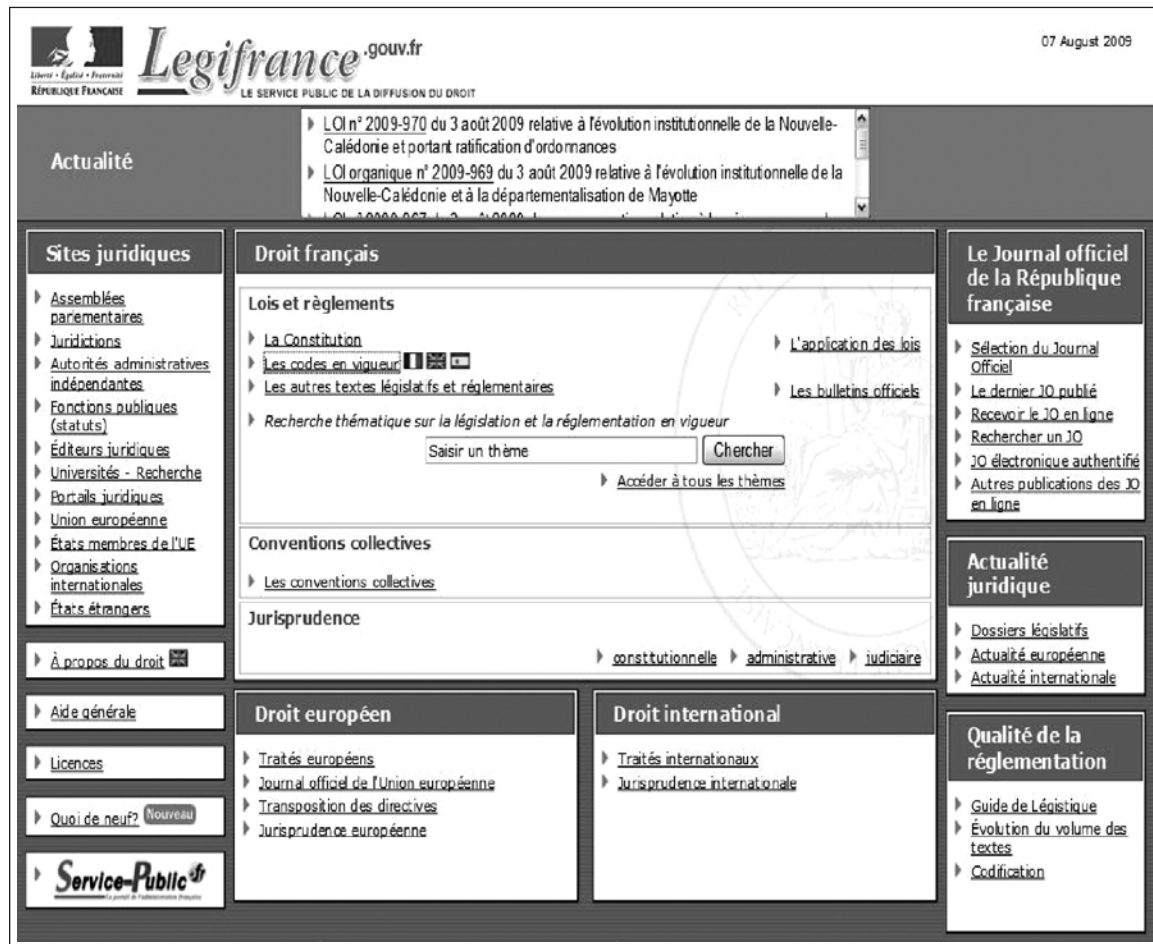 Liberté • Égalité • Fraternité
RÉPUBLIQUE FRANÇAISE
Legifrance.gouv.fr
LE SERVICE PUBLIC DE LA DIFFUSION DU DROIT
07 August 2009
Actualité
LOI n° 2009-970 du 3 août 2009 relative à l'évolution institutionnelle de la Nouvelle-
Calédonie et portant ratification d'ordonnances
LOI organique n° 2009-969 du 3 août 2009 relative à l'évolution institutionnelle de la
Nouvelle-Calédonie et à la départementalisation de Mayotte
Sites juridiques
Assemblées
parlementaires
Juridictions
Autorités administratives
indépendantes
Fonctions publiques
(statuts)
Éditeurs juridiques
Universités - Recherche
Portails juridiques
Union européenne
États membres de l'UE
Organisations
internationales
États étrangers
À propos du droit
Aide générale
Licences
Quoi de neuf? Nouveau
Service-Public.fr
Le portail de l'administration française
Droit français
Lois et règlements
La Constitution
Les codes en vigueur
Les autres textes législatifs et réglementaires
L'application des lois
Les bulletins officiels
Recherche thématique sur la législation et la réglementation en vigueur
Saisir un thème
Chercher
Accéder à tous les thèmes
Conventions collectives
Les conventions collectives
Jurisprudence
constitutionnelle
administrative
judiciaire
Droit européen
Traités européens
Journal officiel de l'Union européenne
Transposition des directives
Jurisprudence européenne
Droit international
Traités internationaux
Jurisprudence internationale
Le Journal officiel
de la République
française
Sélection du Journal
Officiel
Le dernier JO publié
Recevoir le JO en ligne
Rechercher un JO
JO électronique authentifié
Autres publications des JO
en ligne
Actualité
juridique
Dossiers législatifs
Actualité européenne
Actualité internationale
Qualité de la
réglementation
Guide de Légistique
Évolution du volume des
textes
Codification